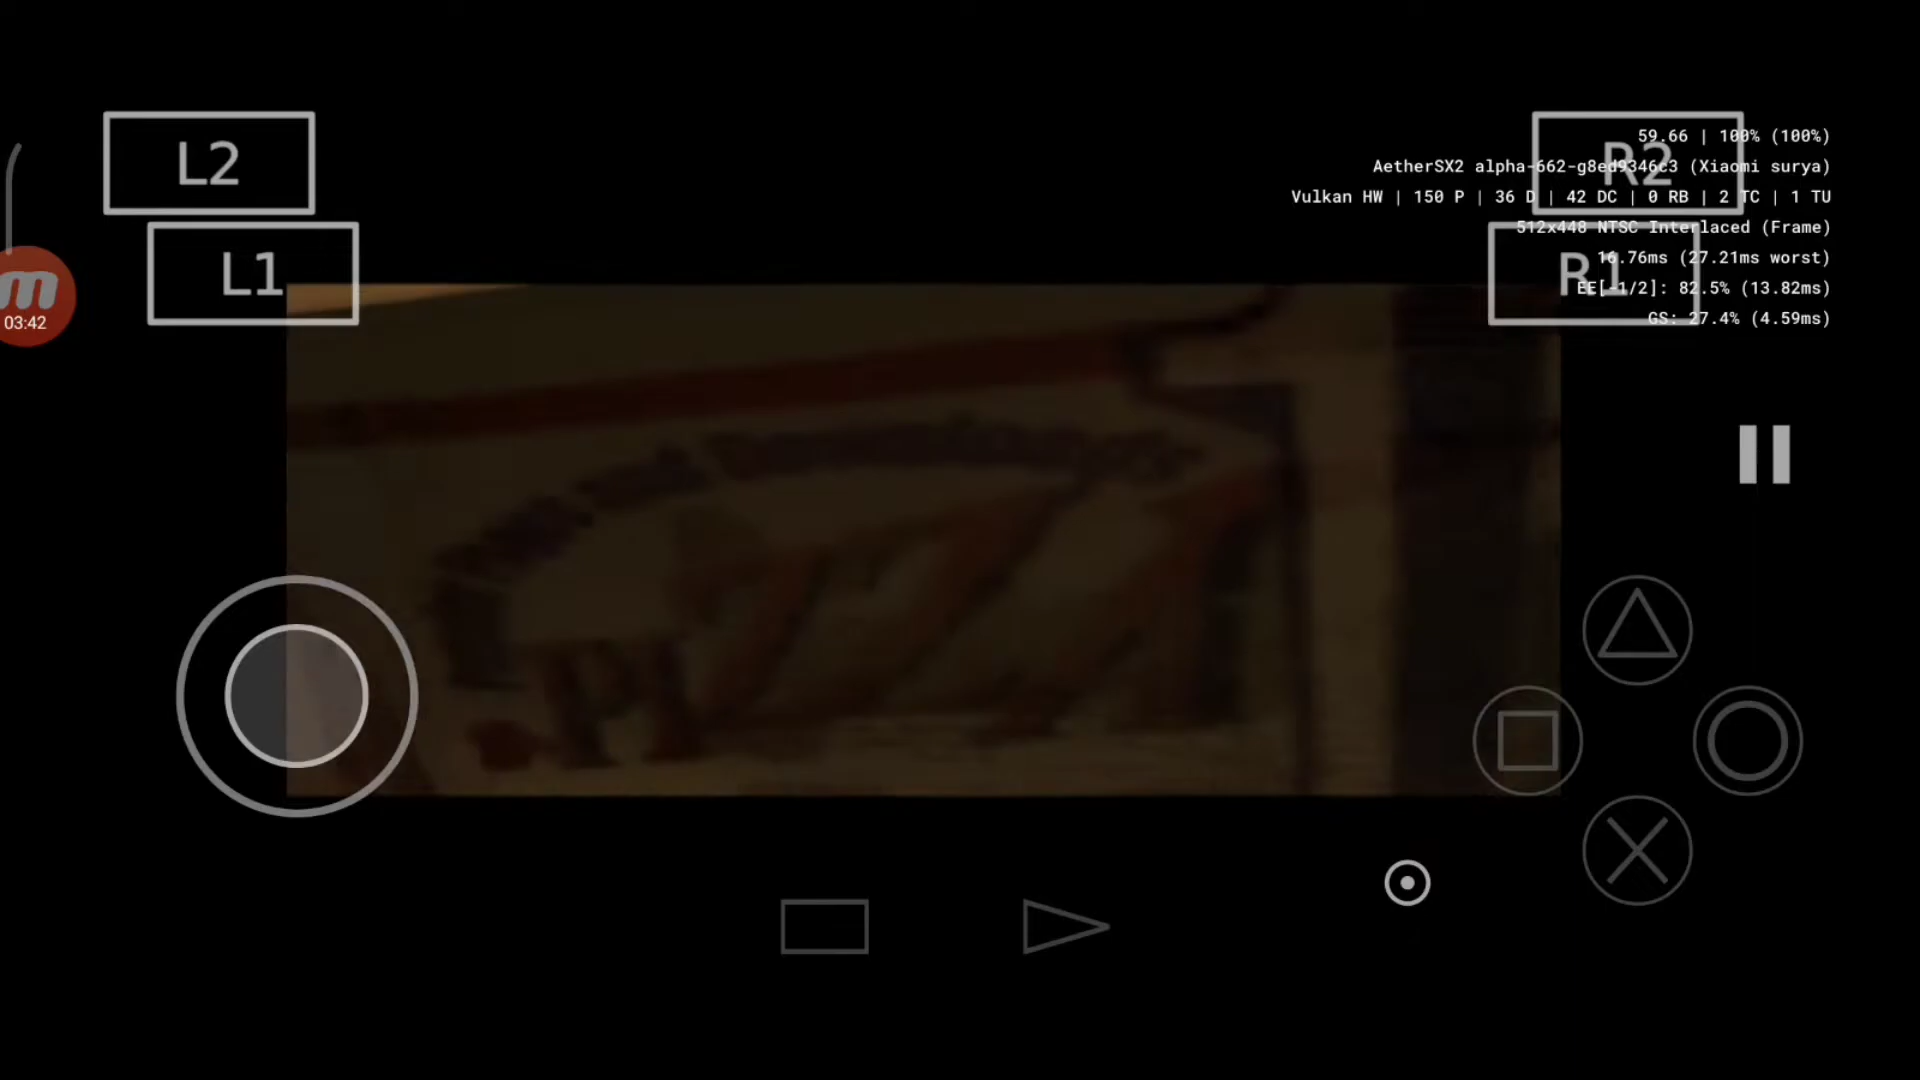 L2
R2
59.66 | 100% (100%)
AetherSX2 alpha-662-g8ed9346c3 (Xiaomi surya)
Vulkan HW | 150 P | 36 D | 42 DC | 0 RB | 2 TC | 1 TU
512x448 NTSC Interlaced (Frame)
L1
R1
16.76ms (27.21ms worst)
EE[-1/2]: 82.5% (13.82ms)
GS: 27.4% (4.59ms)
m
03:42